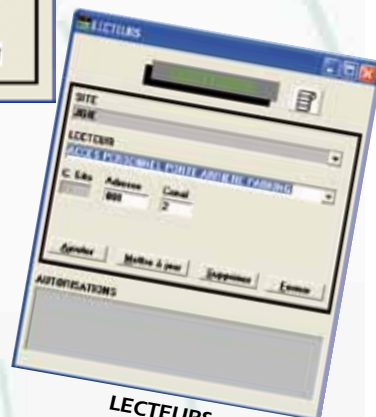 LECTEURS
SITE
LECTEUR
ACCES PERSONNEL PORTE ARRIERE PARKING
C. Site Adresse Canal
001 2
Ajouter Mettre à jour Supprimer Fermer
AUTORISATIONS
LECTEURS